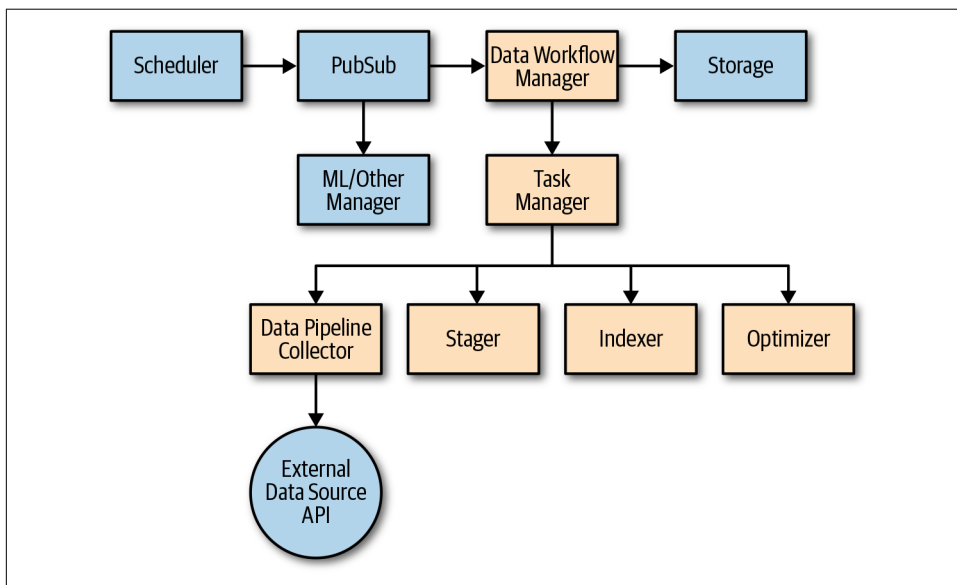 Scheduler
PubSub
Data Workflow
Manager
Storage
ML/Other
Manager
Task
Manager
Data Pipeline
Collector
Stager
Indexer
Optimizer
External
Data Source
API